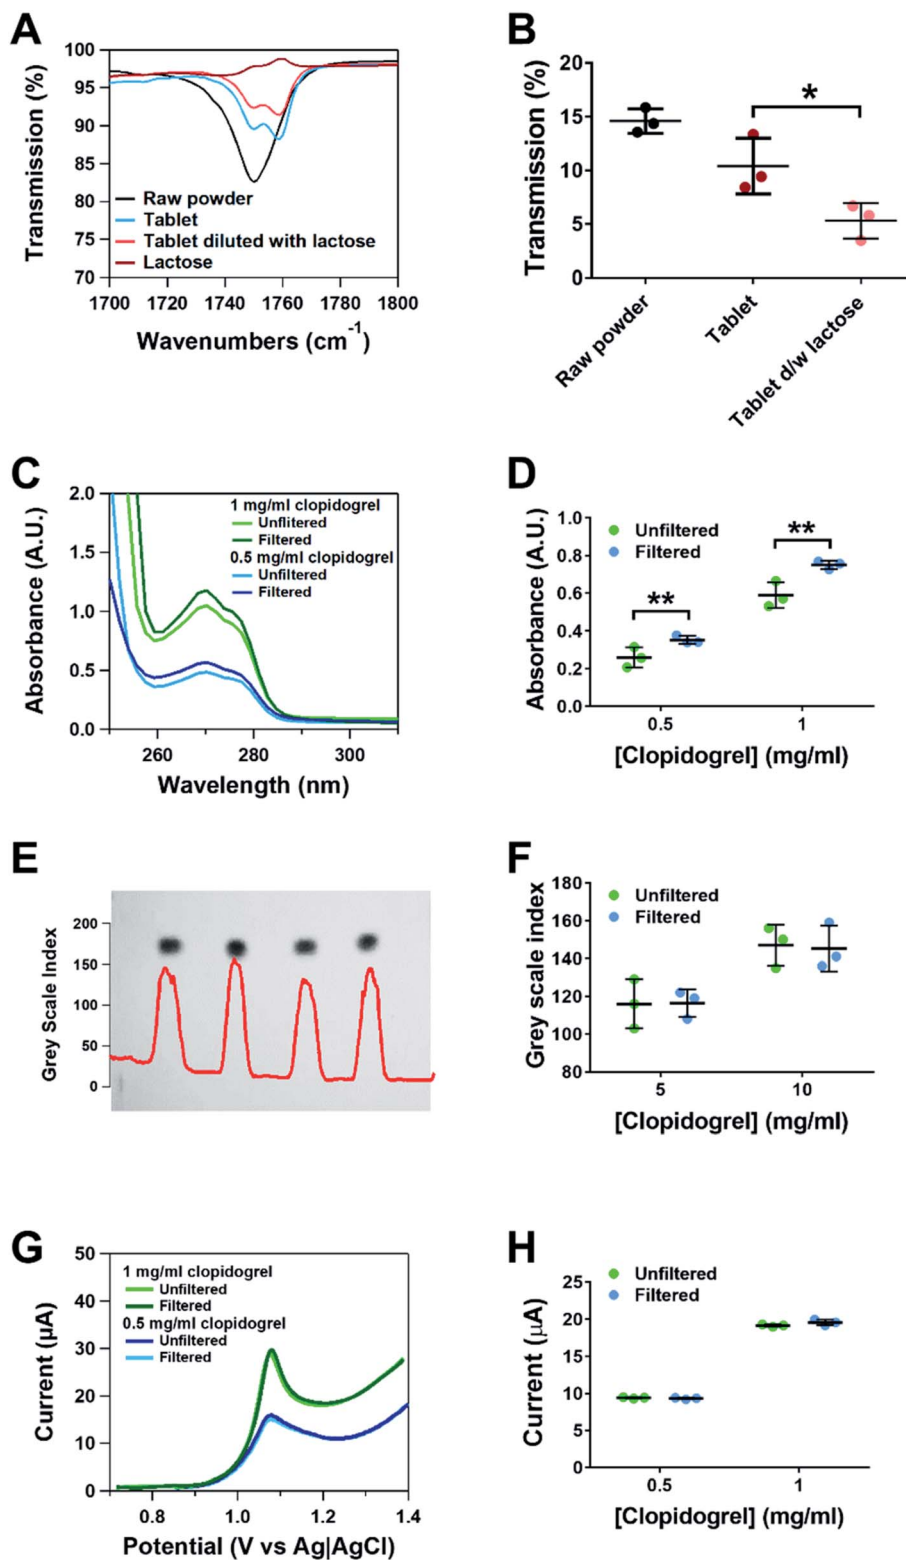 A
Transmission (%)
100
95
90
85
80
75
70
Raw powder
Tablet
Tablet diluted with lactose
Lactose
1700 1720 1740 1760 1780 1800
Wavenumbers (cm⁻¹)
B
Transmission (%)
20
15
10
5
0
*
Raw powder
Tablet
Tablet d/w lactose
C
Absorbance (A.U.)
2.0
1.5
1.0
0.5
0.0
1 mg/ml clopidogrel
Unflitered
Filtered
0.5 mg/ml clopidogrel
Unfiltered
Filtered
260 280 300
Wavelength (nm)
D
Absorbance (A.U.)
1.0
0.8
0.6
0.4
0.2
0.0
Unfiltered
Filtered
**
**
0.5 1
[Clopidogrel] (mg/ml)
E
Grey Scale Index
200
150
100
50
0
F
Grey scale index
180
160
140
120
100
80
Unfiltered
Filtered
5 10
[Clopidogrel] (mg/ml)
G
Current (µA)
50
40
30
20
10
0
1 mg/ml clopidogrel
Unfiltered
Filtered
0.5 mg/ml clopidogrel
Unfiltered
Filtered
0.8 1.0 1.2 1.4
Potential (V vs Ag|AgCl)
H
Current (µA)
25
20
15
10
5
0
Unfiltered
Filtered
0.5 1
[Clopidogrel] (mg/ml)